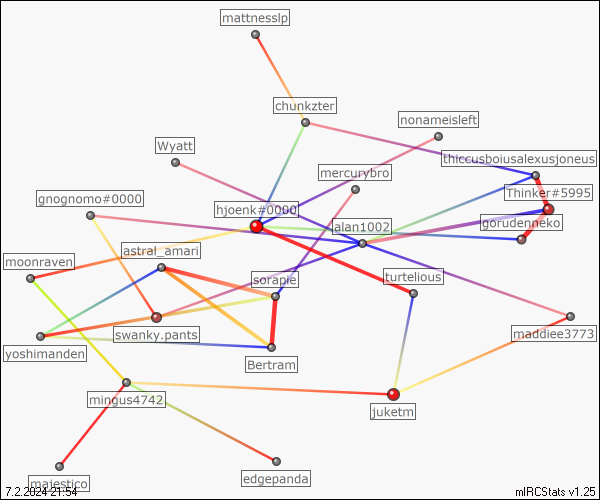 mattnesslp
chunkzter
nonameisleft
Wyatt
thiccusboiusalexusjoneus
mercurybro
Thinker#5995
gnognomo#0000
hjoenk#0000
gorudenneko
alan1002
astral_amari
moonraven
sorapie
turtelious
swanky.pants
maddiee3773
yoshimanden
Bertram
mingus4742
juketm
majestico
edgepanda
7.2.2024 21:54
mIRCStats v1.25